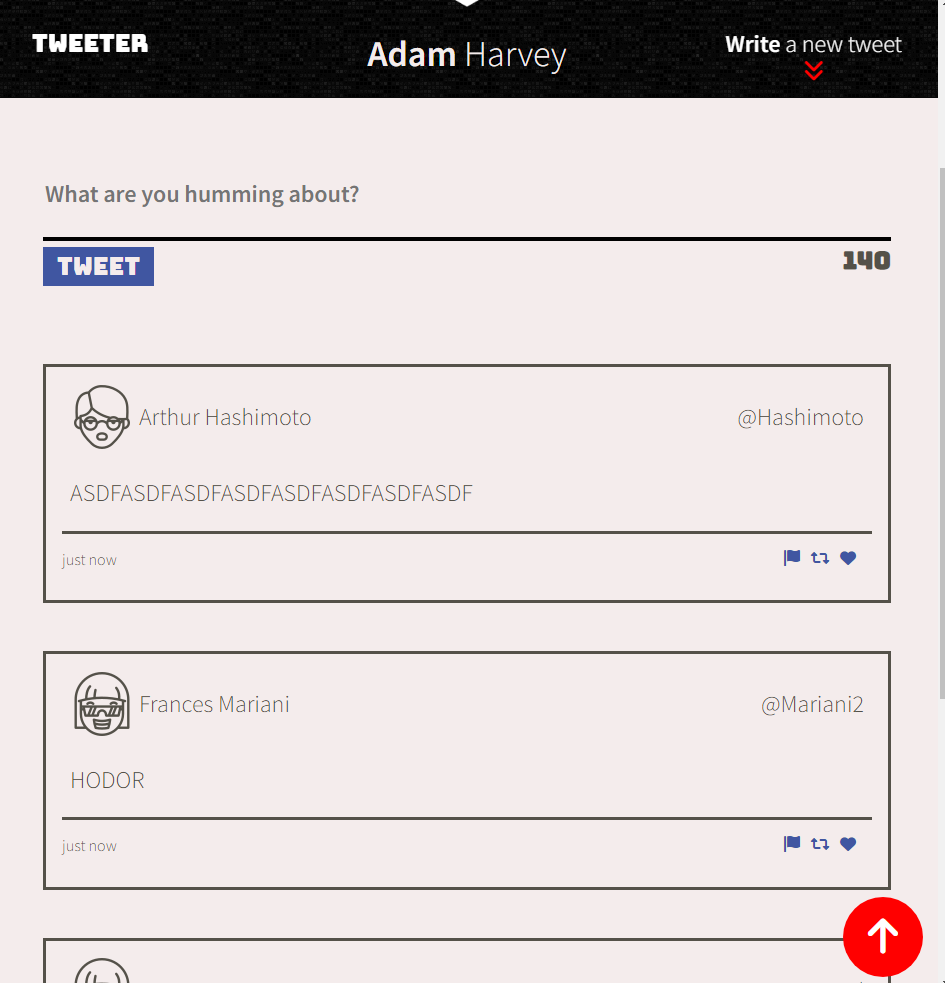 TWEETER
Adam Harvey
Write a new tweet
What are you humming about?
TWEET
140
Arthur Hashimoto
@Hashimoto
ASDFASDFASDFASDFASDFASDFASDFASDF
just now
Frances Mariani
@Mariani2
HODOR
just now